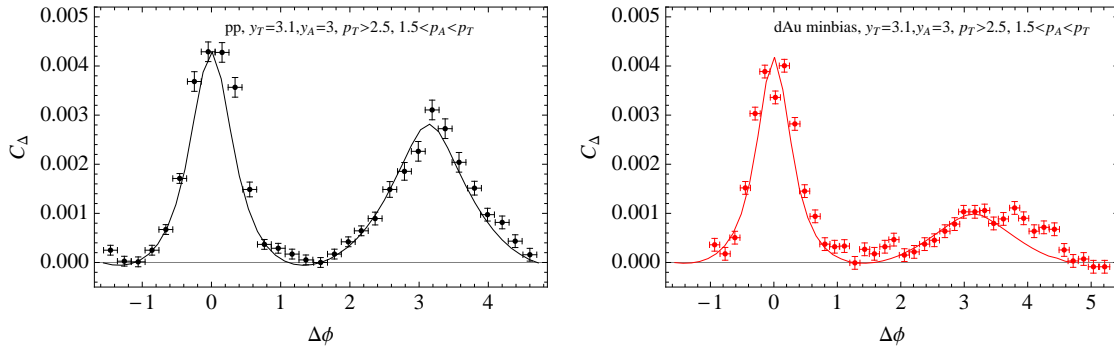 pp, y_T=3.1,y_A=3, p_T>2.5, 1.5<p_A<p_T
0.005
0.004
0.003
0.002
0.001
0.000
C_Δ
−1 0 1 2 3 4
Δϕ
dAu minbias, y_T=3.1,y_A=3, p_T>2.5, 1.5<p_A<p_T
0.005
0.004
0.003
0.002
0.001
0.000
C_Δ
−1 0 1 2 3 4 5
Δϕ